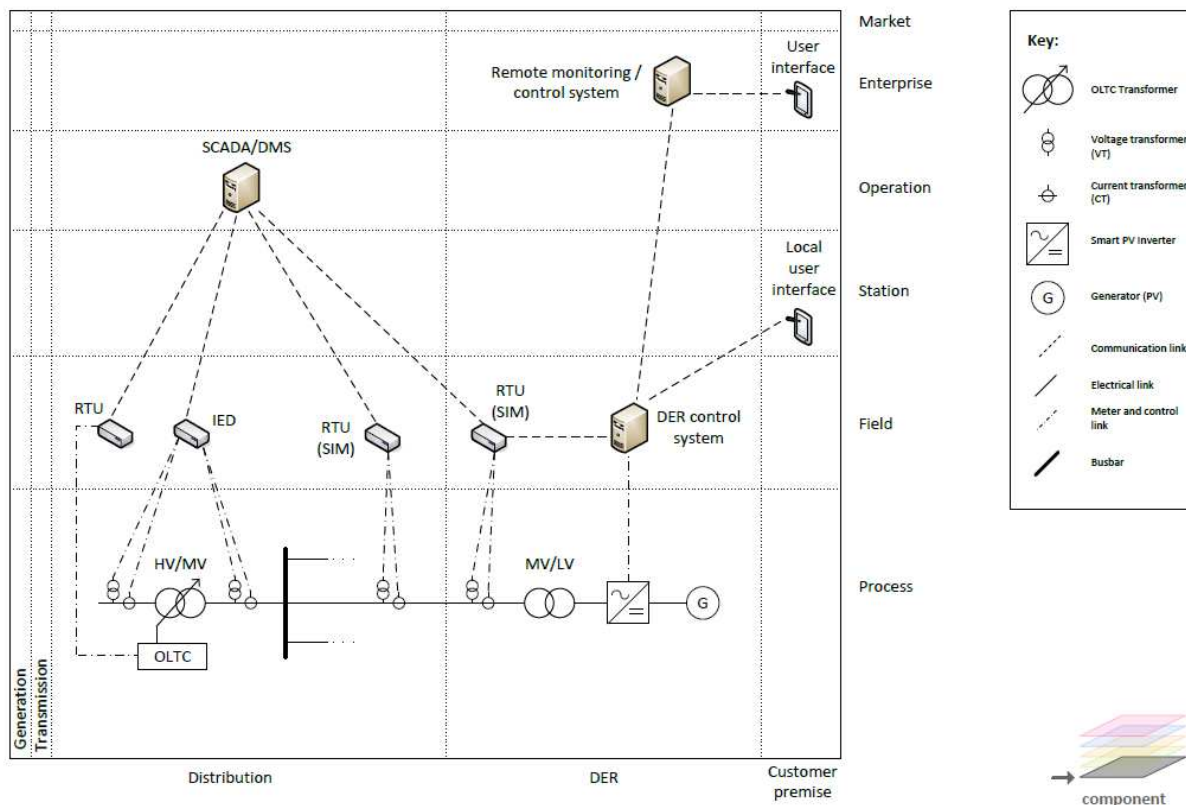 Market
User
interface
Remote monitoring /
control system
Enterprise
SCADA/DMS
Operation
Local
user
interface
Station
RTU
IED
RTU
(SIM)
RTU
(SIM)
DER control
system
Field
HV/MV
MV/LV
Process
G
OLTC
Generation
Transmission
Distribution
DER
Customer
premise
Key:
OLTC Transformer
Voltage transformer
(VT)
Current transformer
(CT)
Smart PV Inverter
G
Generator (PV)
Communication link
Electrical link
Meter and control
link
Busbar
component